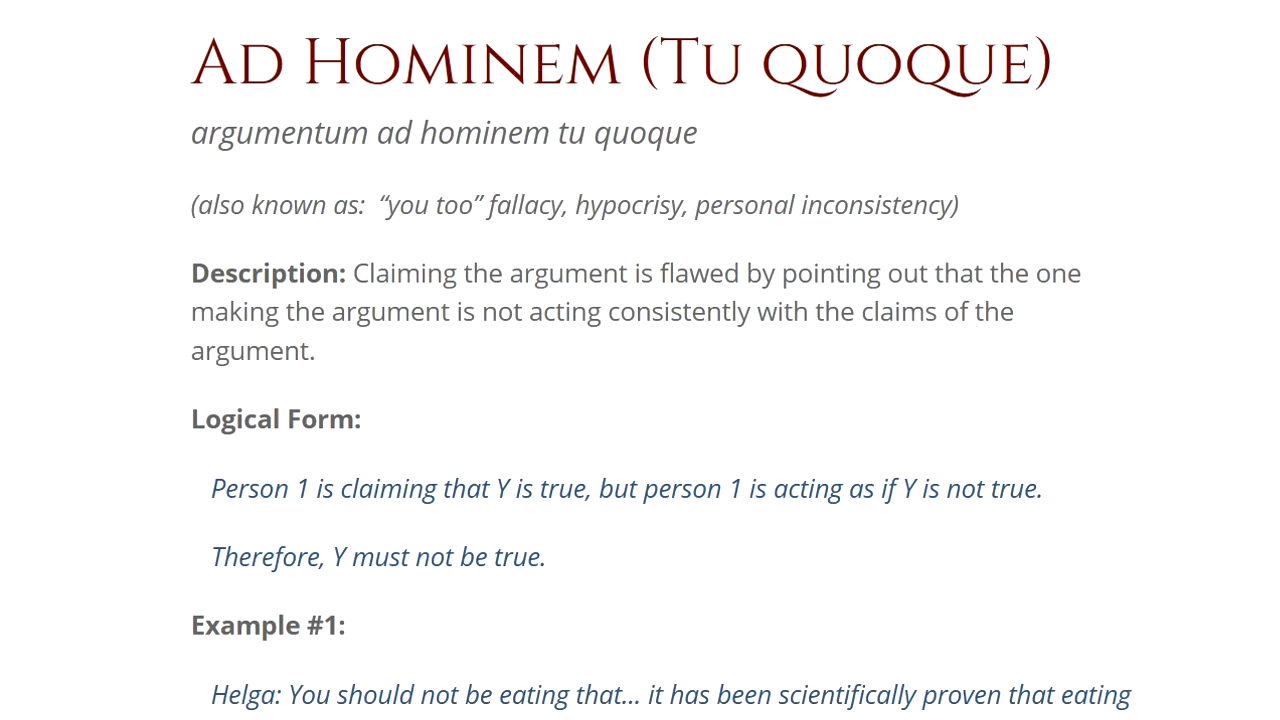 Ad Hominem (Tu quoque)
argumentum ad hominem tu quoque
(also known as:  “you too” fallacy, hypocrisy, personal inconsistency)
Description: Claiming the argument is flawed by pointing out that the one
making the argument is not acting consistently with the claims of the
argument.
Logical Form:
Person 1 is claiming that Y is true, but person 1 is acting as if Y is not true.
Therefore, Y must not be true.
Example #1:
Helga: You should not be eating that... it has been scientifically proven that eating